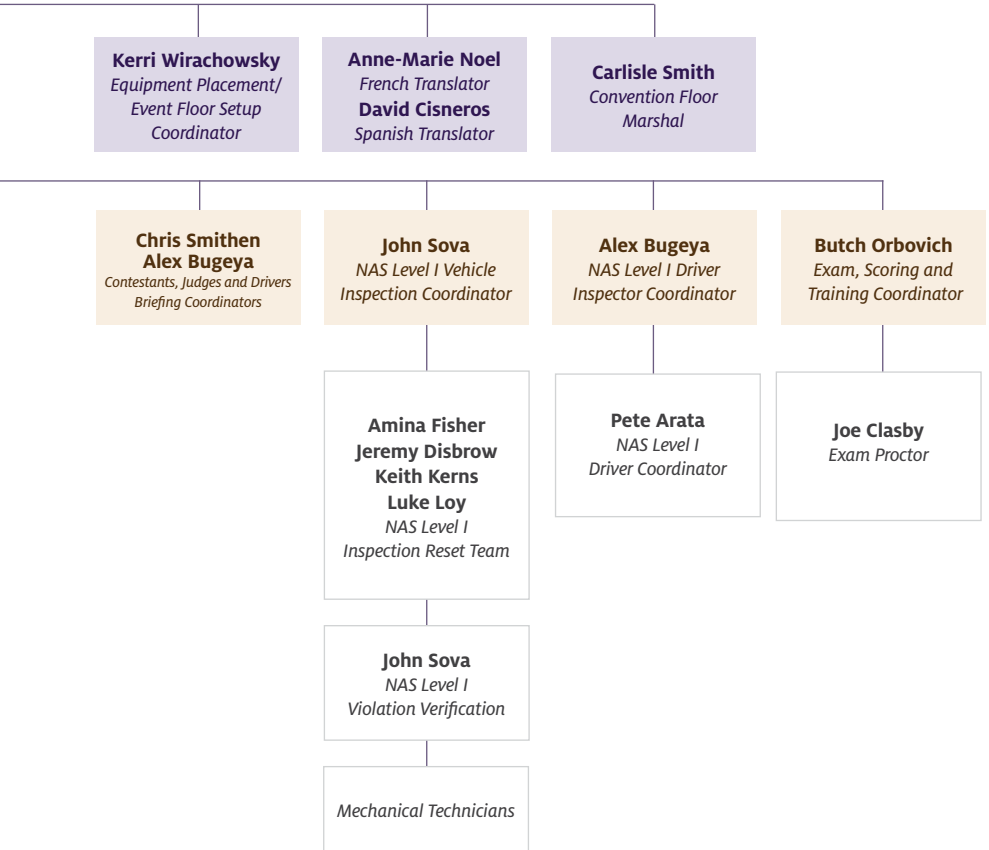 Kerri Wirachowsky
Equipment Placement/
Event Floor Setup
Coordinator
Anne-Marie Noel
French Translator
David Cisneros
Spanish Translator
Carlisle Smith
Convention Floor
Marshal
Chris Smithen
Alex Bugeya
Contestants, Judges and Drivers
Briefing Coordinators
John Sova
NAS Level I Vehicle
Inspection Coordinator
Alex Bugeya
NAS Level I Driver
Inspector Coordinator
Butch Orbovich
Exam, Scoring and
Training Coordinator
Amina Fisher
Jeremy Disbrow
Keith Kerns
Luke Loy
NAS Level I
Inspection Reset Team
Pete Arata
NAS Level I
Driver Coordinator
Joe Clasby
Exam Proctor
John Sova
NAS Level I
Violation Verification
Mechanical Technicians